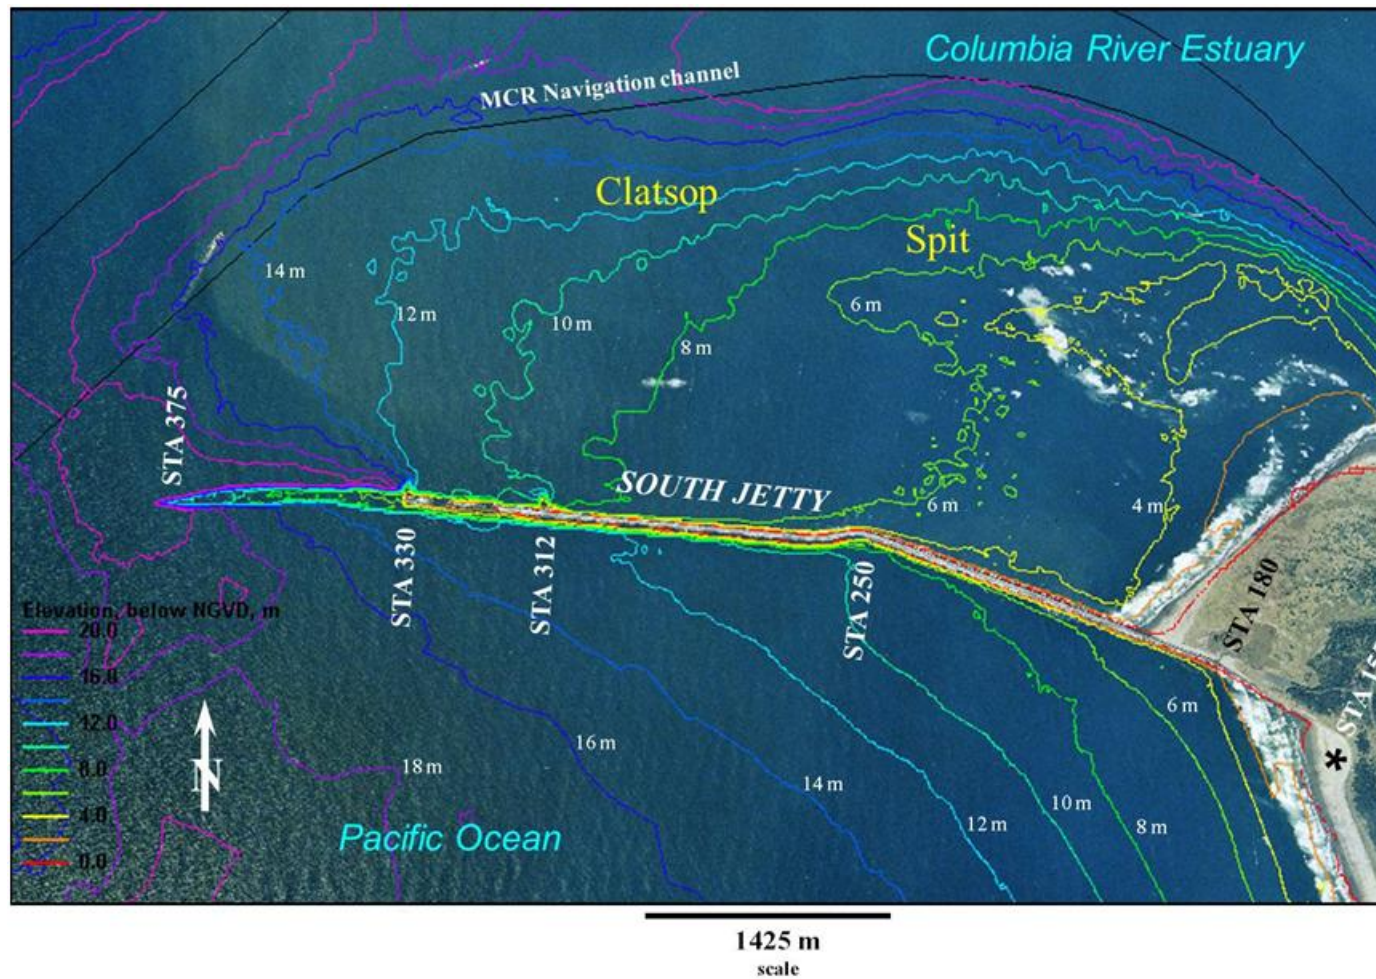 Columbia River Estuary
MCR Navigation channel
Clatsop
Spit
14 m
12 m
10 m
8 m
6 m
STA 375
SOUTH JETTY
6 m
4 m
STA 330
STA 312
STA 250
STA 180
Elevation, below NGVD, m
20.0
16.0
12.0
8.0
4.0
0.0
N
18 m
16 m
14 m
12 m
10 m
8 m
6 m
*
Pacific Ocean
1425 m
scale